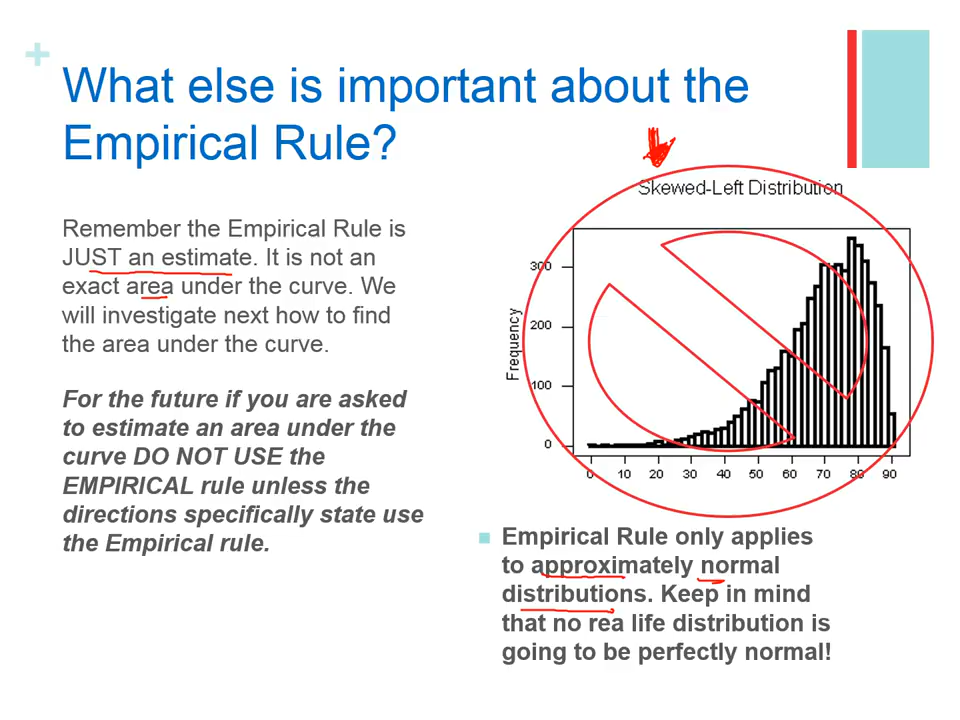 +
What else is important about the
Empirical Rule?
Remember the Empirical Rule is
JUST an estimate. It is not an
exact area under the curve. We
will investigate next how to find
the area under the curve.
For the future if you are asked
to estimate an area under the
curve DO NOT USE the
EMPIRICAL rule unless the
directions specifically state use
the Empirical rule.
Skewed-Left Distribution
Frequency
300
200
100
0
0 10 20 30 40 50 60 70 80 90
Empirical Rule only applies
to approximately normal
distributions. Keep in mind
that no rea life distribution is
going to be perfectly normal!